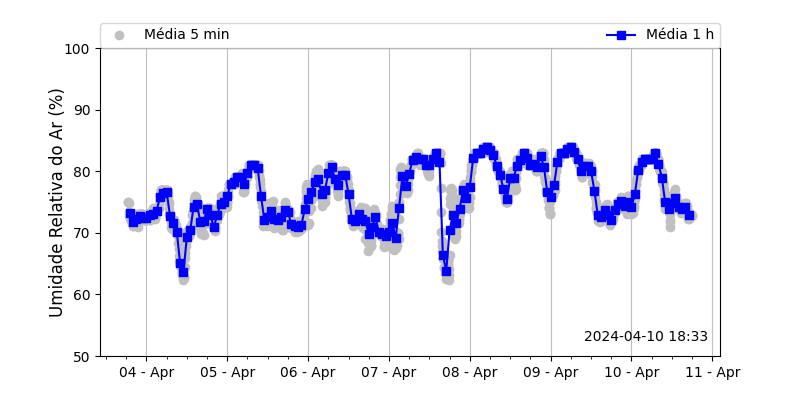 Média 5 min
Média 1 h
Umidade Relativa do Ar (%)
100
90
80
70
60
50
2024-04-10 18:33
04 - Apr
05 - Apr
06 - Apr
07 - Apr
08 - Apr
09 - Apr
10 - Apr
11 - Apr